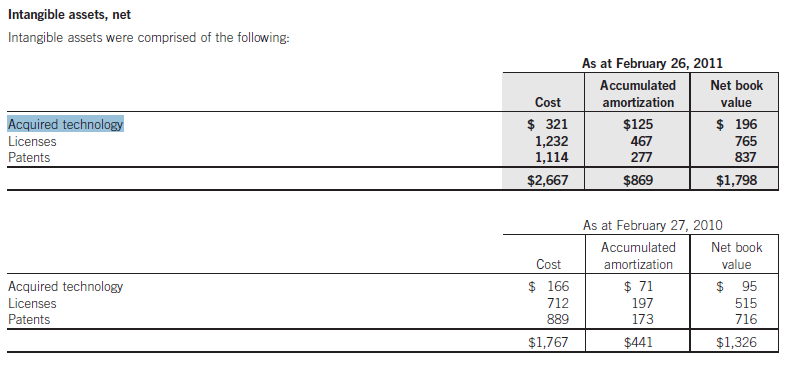 Intangible assets, net
Intangible assets were comprised of the following:
As at February 26, 2011
Accumulated Net book
Cost amortization value
Acquired technology $ 321 $125 $ 196
Licenses 1,232 467 765
Patents 1,114 277 837
$2,667 $869 $1,798
As at February 27, 2010
Accumulated Net book
Cost amortization value
Acquired technology $ 166 $ 71 $ 95
Licenses 712 197 515
Patents 889 173 716
$1,767 $441 $1,326